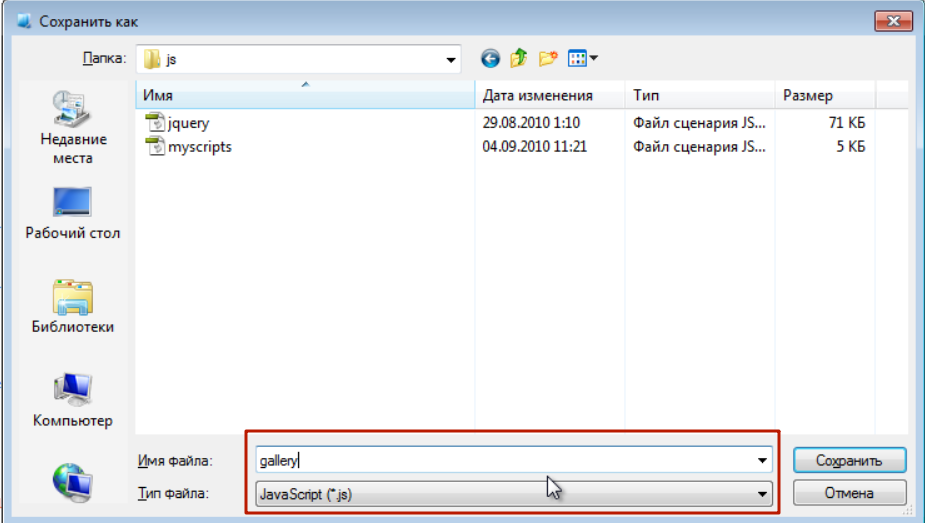 Сохранить как
Папка: js
Имя Дата изменения Тип Размер
jquery 29.08.2010 1:10 Файл сценария JS... 71 КБ
myscripts 04.09.2010 11:21 Файл сценария JS... 5 КБ
Недавние
места
Рабочий стол
Библиотеки
Компьютер
Имя файла: gallery Сохранить
Тип файла: JavaScript (*.js) Отмена